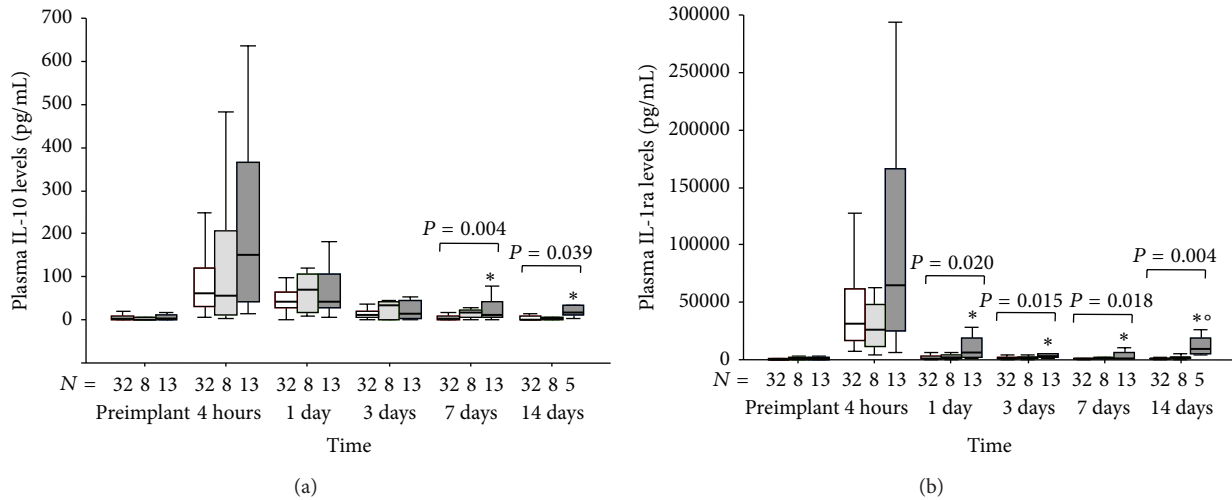 700
600
500
400
300
200
100
0
Plasma IL-10 levels (pg/mL)
P = 0.004
P = 0.039
*
*
N = 32 8 13 32 8 13 32 8 13 32 8 13 32 8 13 32 8 5
Preimplant 4 hours 1 day 3 days 7 days 14 days
Time
(a)
300000
250000
200000
150000
100000
50000
0
Plasma IL-1ra levels (pg/mL)
P = 0.020
P = 0.015
P = 0.018
P = 0.004
*
*
*
*°
N = 32 8 13 32 8 13 32 8 13 32 8 13 32 8 13 32 8 5
Preimplant 4 hours 1 day 3 days 7 days 14 days
Time
(b)